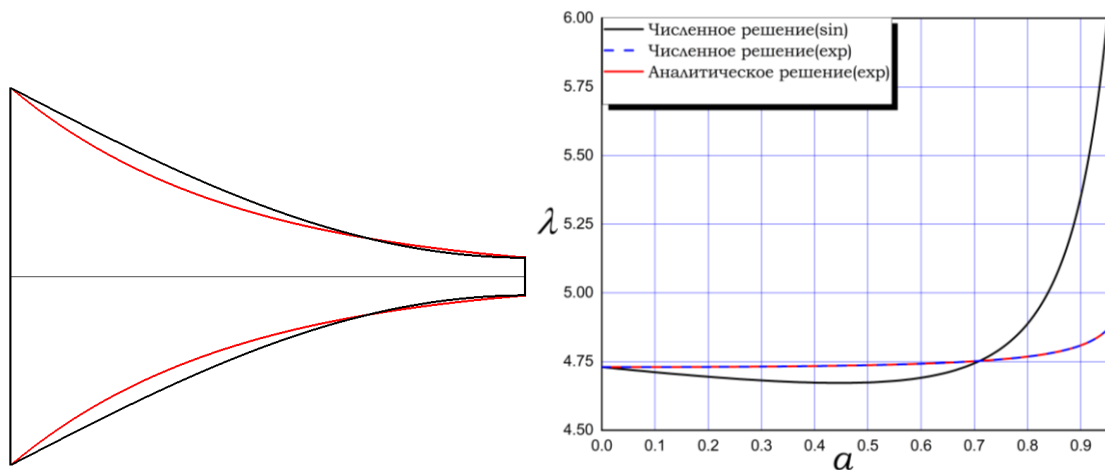 6.00
Численное решение(sin)
Численное решение(exp)
Аналитическое решение(exp)
5.75
5.50
5.25
λ
5.00
4.75
4.50
0.0 0.1 0.2 0.3 0.4 0.5 0.6 0.7 0.8 0.9
a